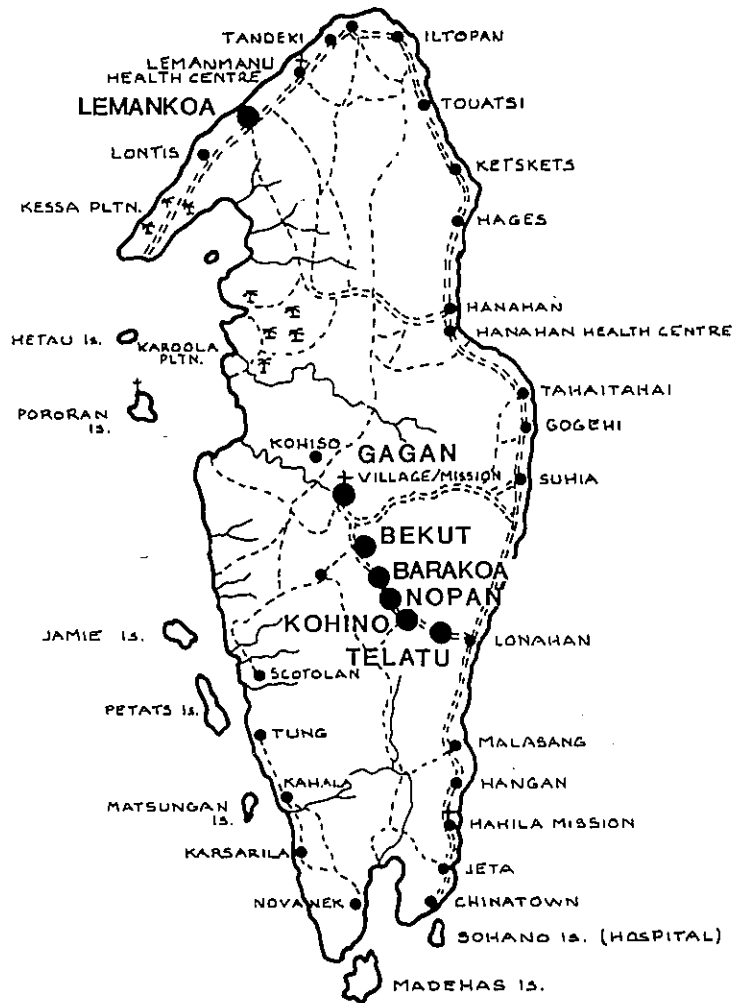 TANDEKI
ILTOPAN
LEMANMANU
HEALTH CENTRE
LEMANKOA
TOUATSI
LONTIS
KETSKETS
KESSA PLTN.
HAGES
HANAHAN
HANAHAN HEALTH CENTRE
HETAU IS.
KAROOLA
PLTN.
TAHAITAHAI
PORORAN
IS.
GOGEHI
KOHISO
GAGAN
VILLAGE/MISSION
SUHIA
BEKUT
BARAKOA
NOPAN
KOHINO
JAMIE IS.
LONAHAN
TELATU
SCOTOLAN
PETATS IS.
TUNG
MALASANG
HANGAN
KAHALA
MATSUNGAN
IS.
HAHILA MISSION
KARSARILA
JETA
NOVANEK
CHINATOWN
SOHANO IS. (HOSPITAL)
MADEHAS IS.